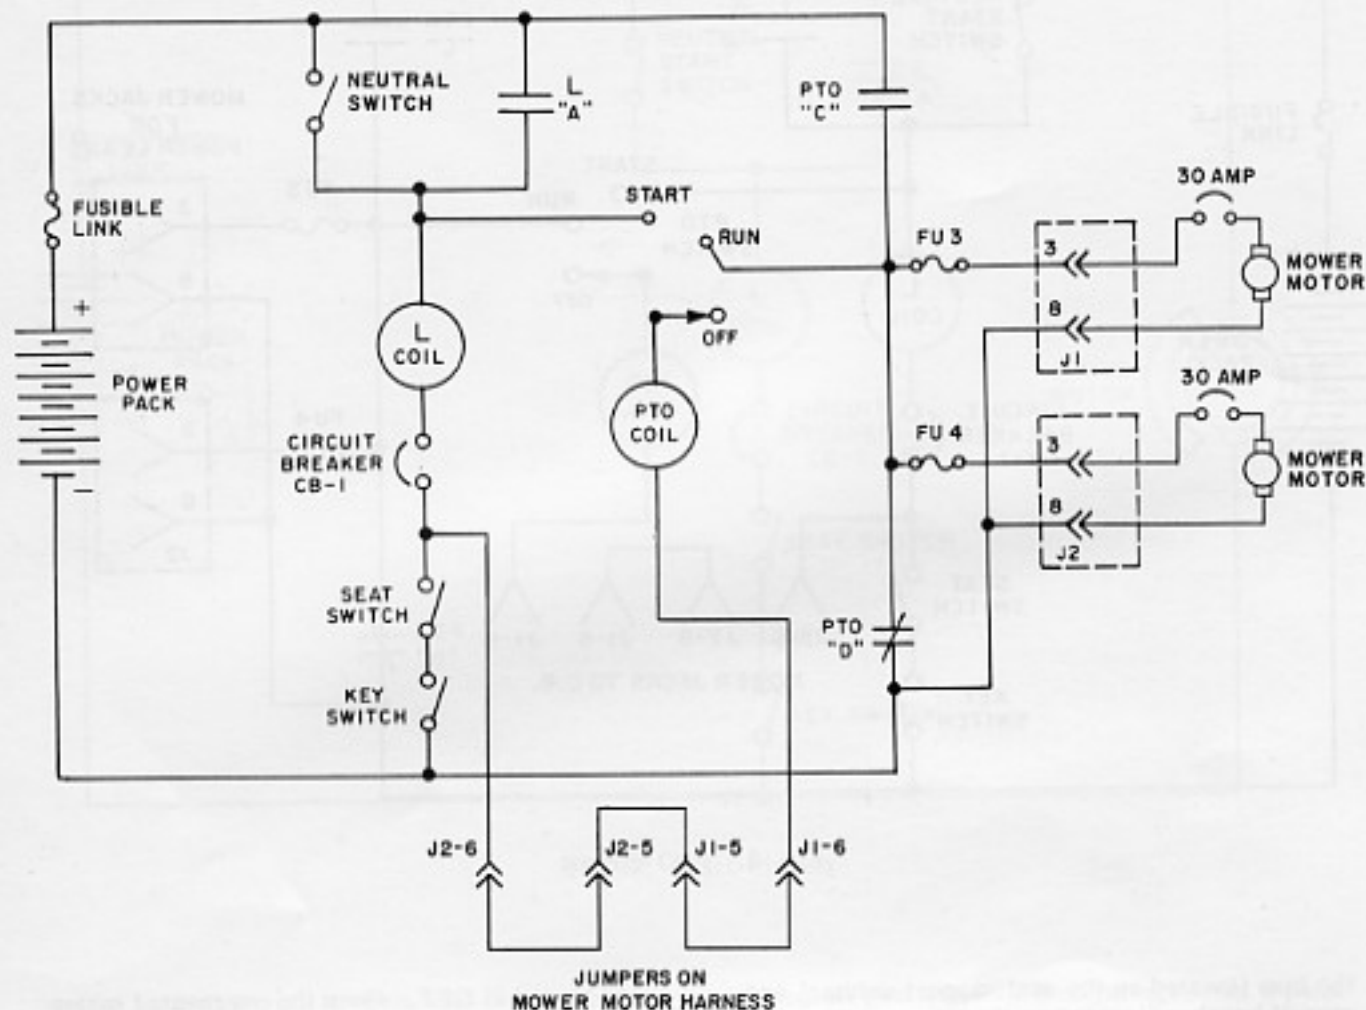 NEUTRAL
SWITCH
L
"A"
PTO
"C"
FUSIBLE
LINK
START
RUN
OFF
FU 3
30 AMP
3
8
J1
MOWER
MOTOR
+
POWER
PACK
-
L
COIL
PTO
COIL
CIRCUIT
BREAKER
CB-1
FU 4
30 AMP
3
8
J2
MOWER
MOTOR
SEAT
SWITCH
KEY
SWITCH
PTO
"D"
J2-6
J2-5
J1-5
J1-6
JUMPERS ON
MOWER MOTOR HARNESS